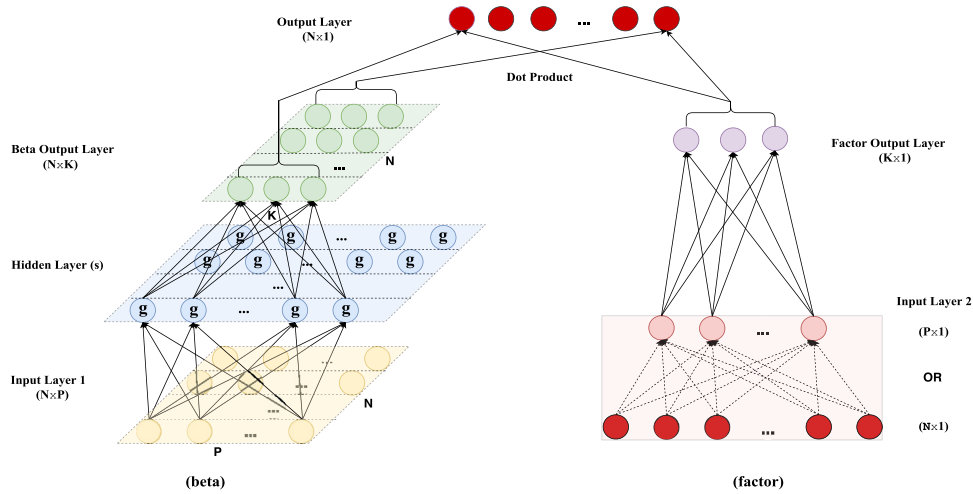 Output Layer
(N×1)
...
Dot Product
Beta Output Layer
(N×K)
N
...
K
Factor Output Layer
(K×1)
Hidden Layer (s)
g g ... g g
g g ... g g
...
g g ... g g
Input Layer 1
(N×P)
...
...
...
N
...
P
Input Layer 2
(P×1)
...
OR
(N×1)
...
(beta)
(factor)